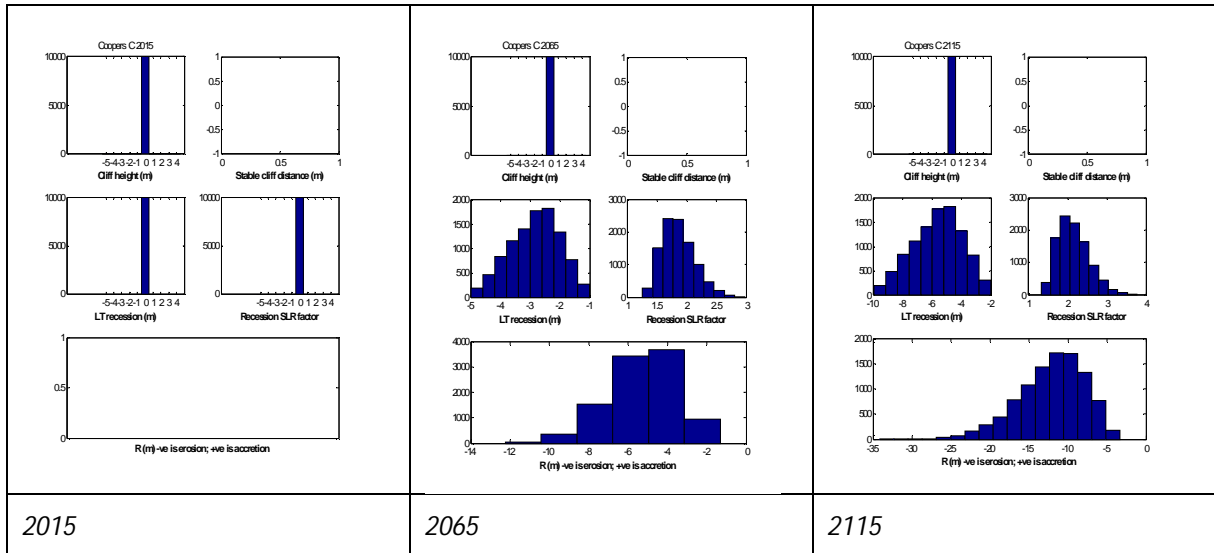 Coopers C 2015
10000
5000
0
-5-4-3-2-1 0 1 2 3 4
Cliff height (m)
1
0.5
0
-0.5
-1
0 0.5 1
Stable cliff distance (m)
10000
5000
0
-5-4-3-2-1 0 1 2 3 4
LT recession (m)
10000
5000
0
-5-4-3-2-1 0 1 2 3 4
Recession SLR factor
1
0.5
0
R (m) -ve is erosion; +ve is accretion
2015
Coopers C 2065
10000
5000
0
-5-4-3-2-1 0 1 2 3 4
Cliff height (m)
1
0.5
0
-0.5
-1
0 0.5 1
Stable cliff distance (m)
2000
1500
1000
500
0
-5 -4 -3 -2 -1
LT recession (m)
3000
2000
1000
0
1 1.5 2 2.5 3
Recession SLR factor
4000
3000
2000
1000
0
-14 -12 -10 -8 -6 -4 -2 0
R (m) -ve is erosion; +ve is accretion
2065
Coopers C 2115
10000
5000
0
-5-4-3-2-1 0 1 2 3 4
Cliff height (m)
1
0.5
0
-0.5
-1
0 0.5 1
Stable cliff distance (m)
2000
1500
1000
500
0
-10 -8 -6 -4 -2
LT recession (m)
3000
2000
1000
0
1 2 3 4
Recession SLR factor
2000
1500
1000
500
0
-35 -30 -25 -20 -15 -10 -5 0
R (m) -ve is erosion; +ve is accretion
2115